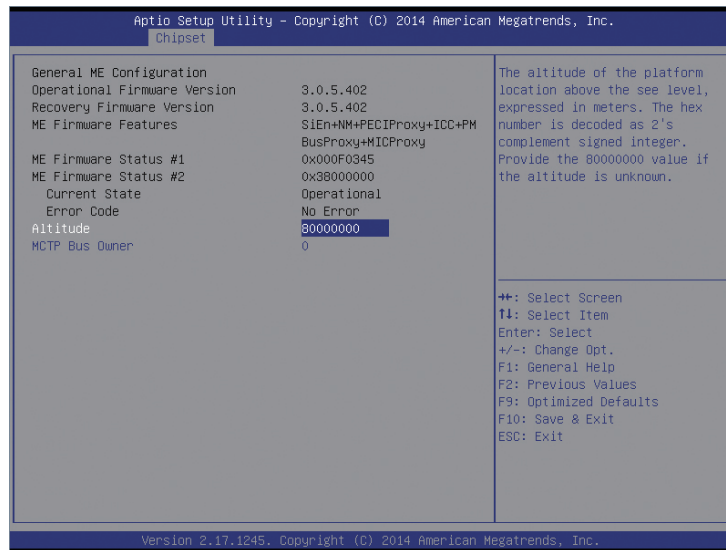 Aptio Setup Utility – Copyright (C) 2014 American Megatrends, Inc.
Chipset
General ME Configuration
Operational Firmware Version 3.0.5.402
Recovery Firmware Version 3.0.5.402
ME Firmware Features SiEn+NM+PECIProxy+ICC+PM
BusProxy+MICProxy
ME Firmware Status #1 0x000F0345
ME Firmware Status #2 0x38000000
Current State Operational
Error Code No Error
Altitude 80000000
MCTP Bus Owner 0
The altitude of the platform
location above the see level,
expressed in meters. The hex
number is decoded as 2's
complement signed integer.
Provide the 80000000 value if
the altitude is unknown.
→←: Select Screen
↑↓: Select Item
Enter: Select
+/-: Change Opt.
F1: General Help
F2: Previous Values
F9: Optimized Defaults
F10: Save & Exit
ESC: Exit
Version 2.17.1245. Copyright (C) 2014 American Megatrends, Inc.